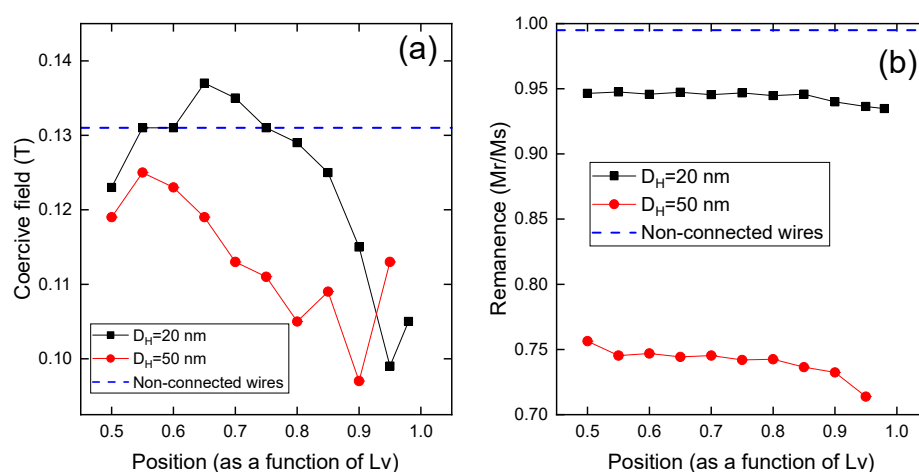 (a)
Coercive field (T)
0.14
0.13
0.12
0.11
0.10
D_H=20 nm
D_H=50 nm
Non-connected wires
0.5 0.6 0.7 0.8 0.9 1.0
Position (as a function of Lv)
(b)
Remanence (Mr/Ms)
1.00
0.95
0.90
0.85
0.80
0.75
0.70
D_H=20 nm
D_H=50 nm
Non-connected wires
0.5 0.6 0.7 0.8 0.9 1.0
Position (as a function of Lv)